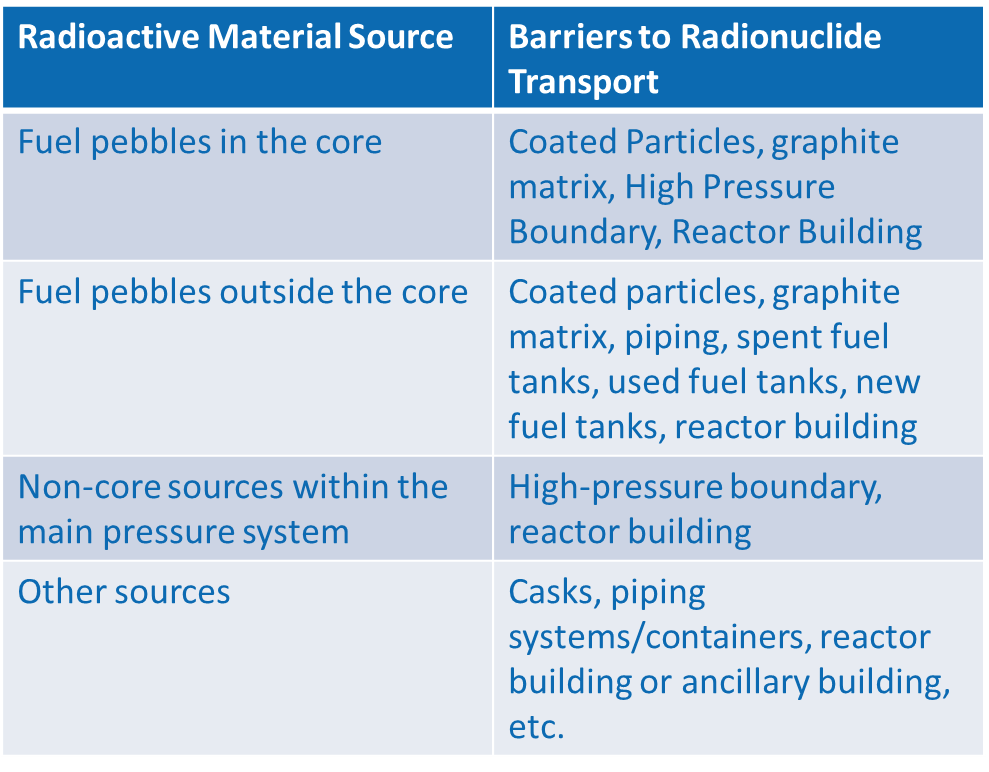 Radioactive Material Source
Barriers to Radionuclide
Transport
Fuel pebbles in the core
Coated Particles, graphite
matrix, High Pressure
Boundary, Reactor Building
Fuel pebbles outside the core
Coated particles, graphite
matrix, piping, spent fuel
tanks, used fuel tanks, new
fuel tanks, reactor building
Non-core sources within the
main pressure system
High-pressure boundary,
reactor building
Other sources
Casks, piping
systems/containers, reactor
building or ancillary building,
etc.